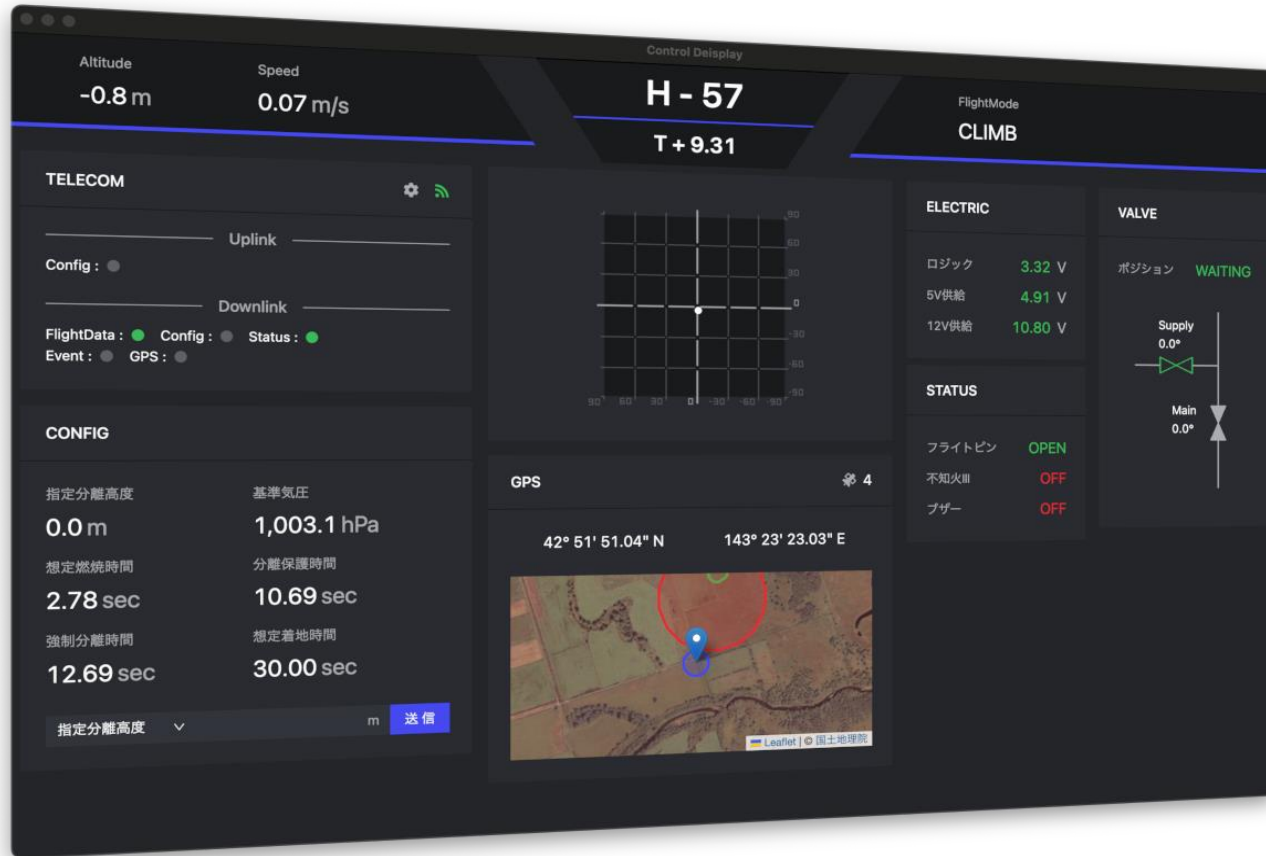 Control Deisplay
Altitude
-0.8 m
Speed
0.07 m/s
H - 57
T + 9.31
FlightMode
CLIMB
TELECOM
Uplink
Config :
Downlink
FlightData : Config : Status :
Event : GPS :
CONFIG
指定分離高度
0.0 m
基準気圧
1,003.1 hPa
想定燃焼時間
2.78 sec
分離保護時間
10.69 sec
強制分離時間
12.69 sec
想定着地時間
30.00 sec
指定分離高度 m 送信
90
60
30
0
-30
-60
-90
90 60 30 0 -30 -60 -90
GPS 4
42° 51' 51.04" N 143° 23' 23.03" E
Leaflet | © 国土地理院
ELECTRIC
ロジック 3.32 V
5V供給 4.91 V
12V供給 10.80 V
STATUS
フライトピン OPEN
不知火III OFF
ブザー OFF
VALVE
ポジション WAITING
Supply
0.0°
Main
0.0°